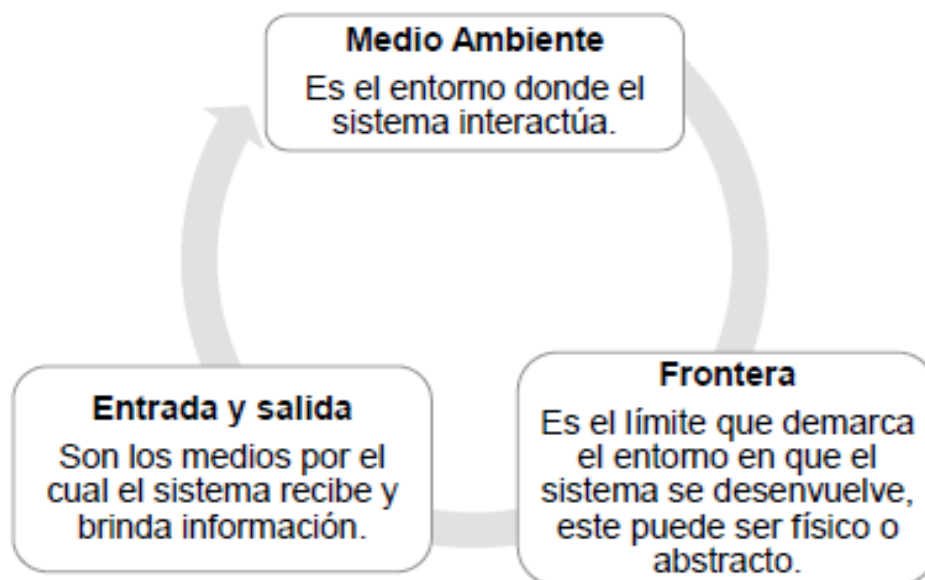 Medio Ambiente
Es el entorno donde el
sistema interactúa.
Frontera
Es el límite que demarca
el entorno en que el
sistema se desenvuelve,
este puede ser físico o
abstracto.
Entrada y salida
Son los medios por el
cual el sistema recibe y
brinda información.